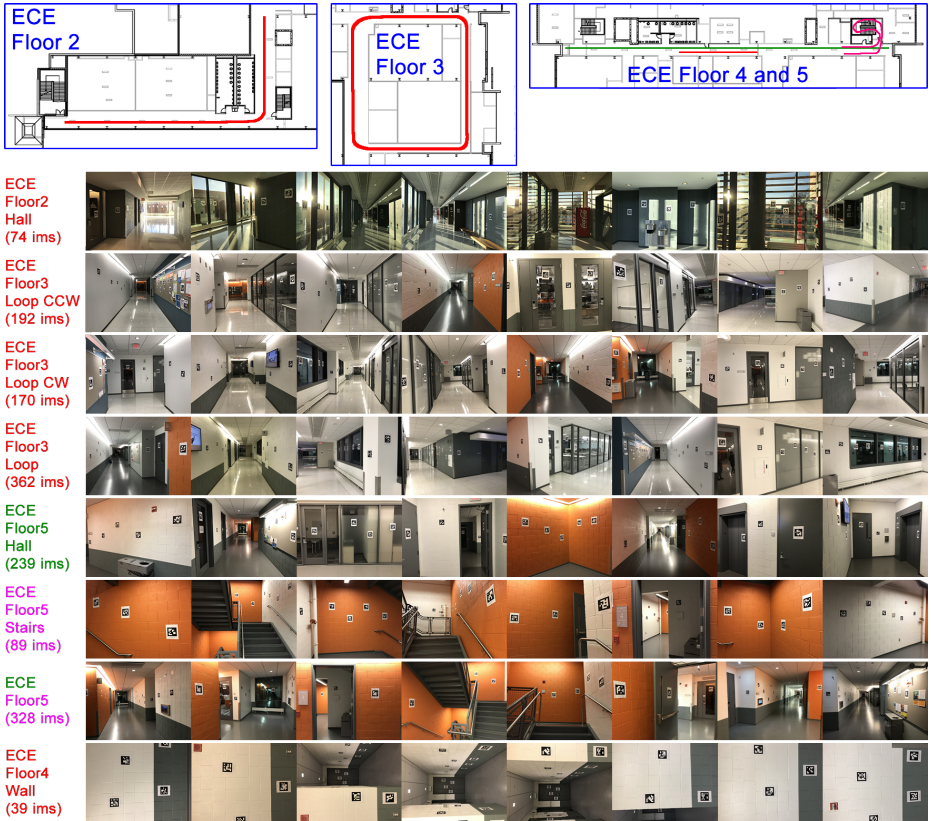 ECE
Floor 2
ECE
Floor 3
ECE Floor 4 and 5
ECE
Floor2
Hall
(74 ims)
ECE
Floor3
Loop CCW
(192 ims)
ECE
Floor3
Loop CW
(170 ims)
ECE
Floor3
Loop
(362 ims)
ECE
Floor5
Hall
(239 ims)
ECE
Floor5
Stairs
(89 ims)
ECE
Floor5
(328 ims)
ECE
Floor4
Wall
(39 ims)